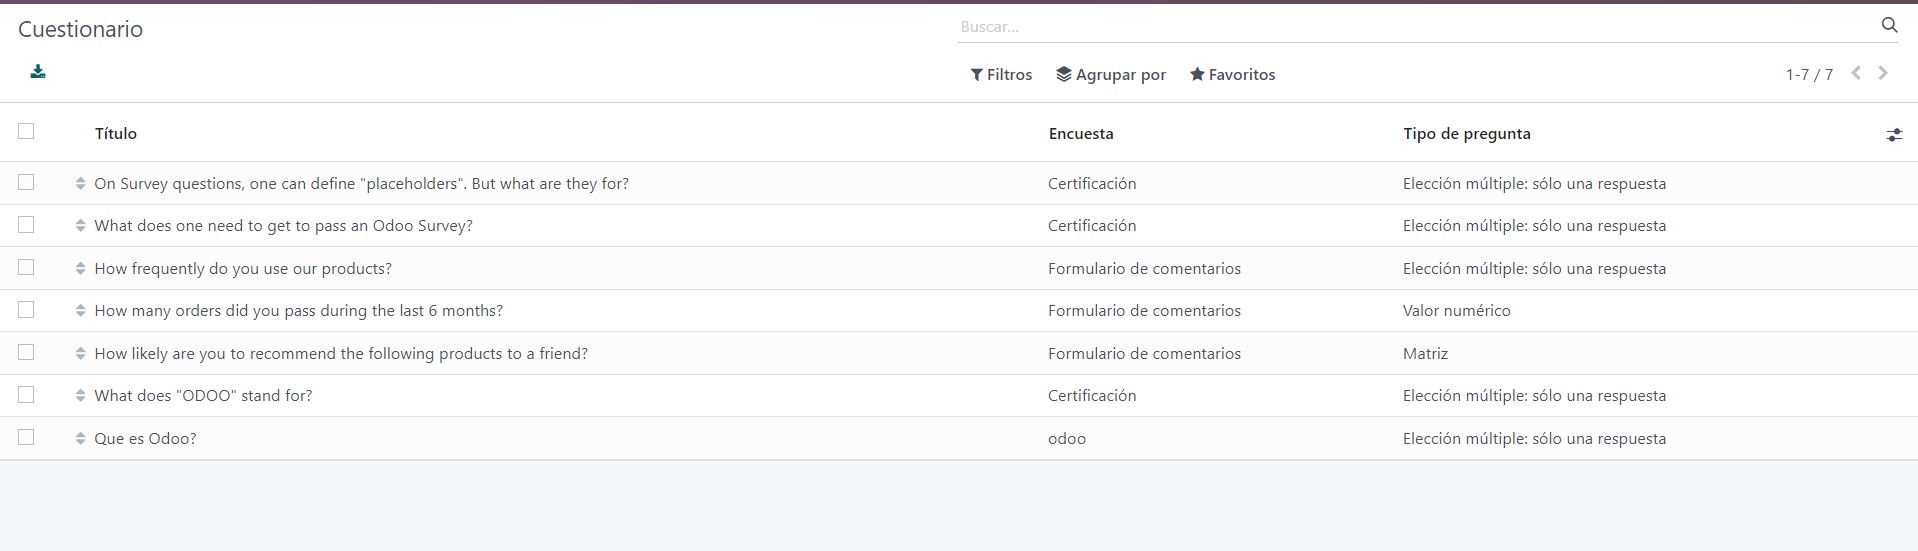 Cuestionario
Buscar...
Filtros Agrupar por Favoritos 1-7 / 7
Título Encuesta Tipo de pregunta
On Survey questions, one can define "placeholders". But what are they for? Certificación Elección múltiple: sólo una respuesta
What does one need to get to pass an Odoo Survey? Certificación Elección múltiple: sólo una respuesta
How frequently do you use our products? Formulario de comentarios Elección múltiple: sólo una respuesta
How many orders did you pass during the last 6 months? Formulario de comentarios Valor numérico
How likely are you to recommend the following products to a friend? Formulario de comentarios Matriz
What does "ODOO" stand for? Certificación Elección múltiple: sólo una respuesta
Que es Odoo? odoo Elección múltiple: sólo una respuesta